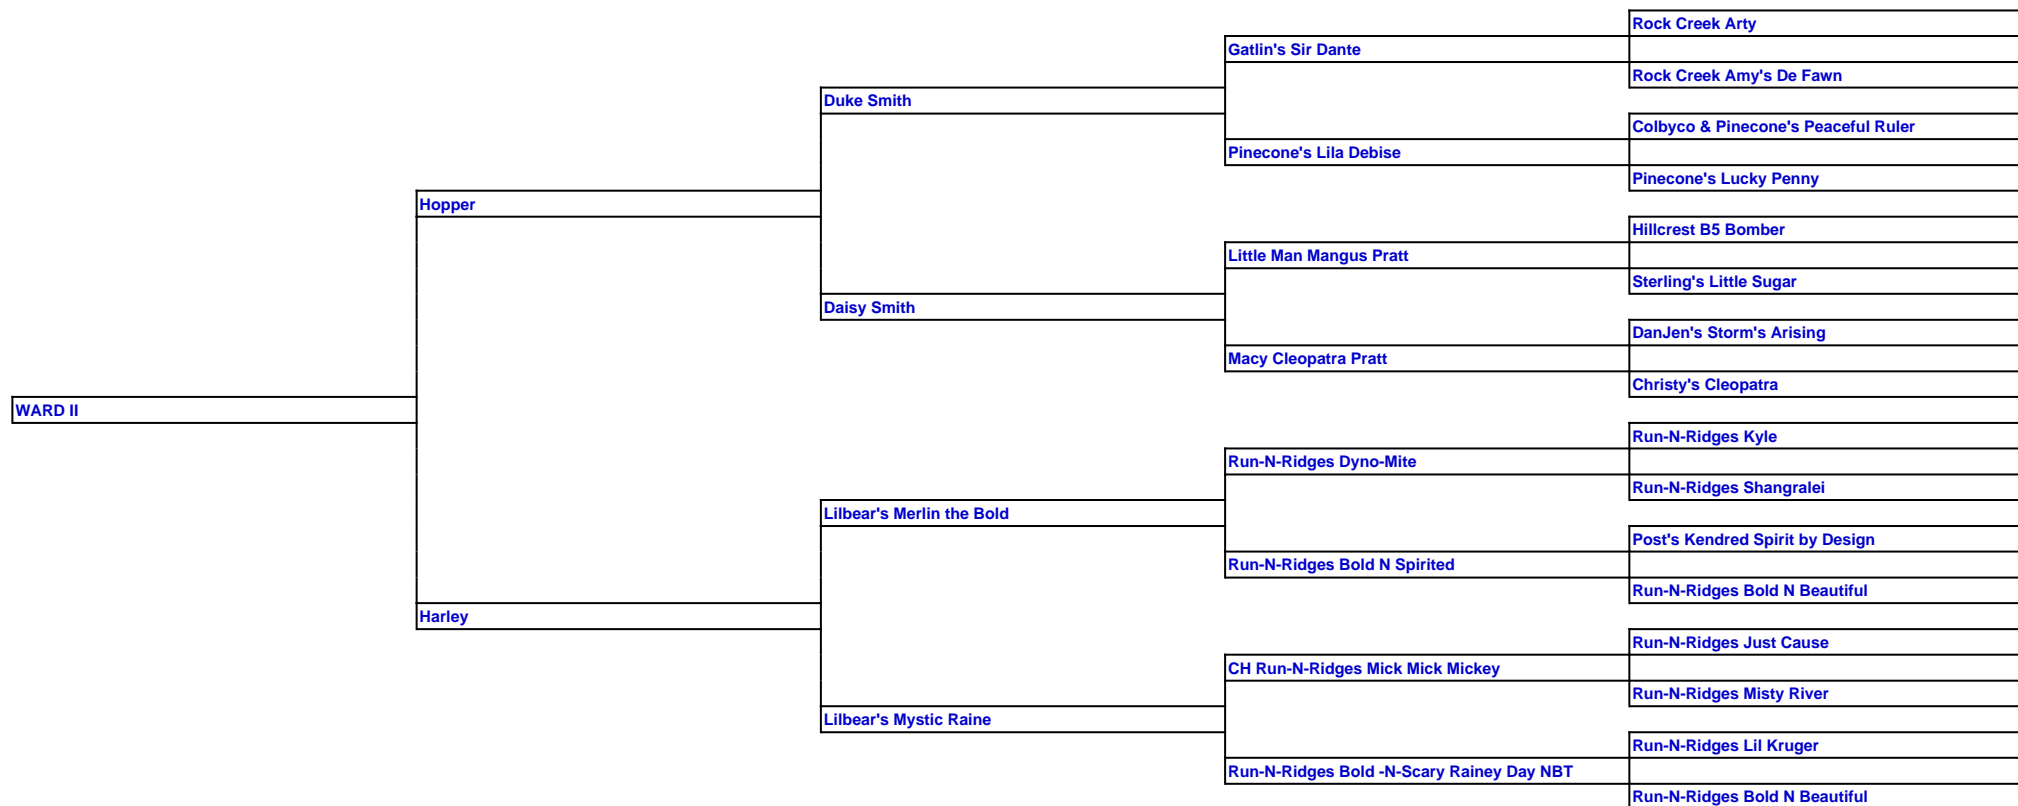 Rock Creek Arty
Gatlin's Sir Dante
Rock Creek Amy's De Fawn
Duke Smith
Colbyco & Pinecone's Peaceful Ruler
Pinecone's Lila Debise
Pinecone's Lucky Penny
Hopper
Hillcrest B5 Bomber
Little Man Mangus Pratt
Sterling's Little Sugar
Daisy Smith
DanJen's Storm's Arising
Macy Cleopatra Pratt
Christy's Cleopatra
WARD II
Run-N-Ridges Kyle
Run-N-Ridges Dyno-Mite
Run-N-Ridges Shangralei
Lilbear's Merlin the Bold
Post's Kendred Spirit by Design
Run-N-Ridges Bold N Spirited
Run-N-Ridges Bold N Beautiful
Harley
Run-N-Ridges Just Cause
CH Run-N-Ridges Mick Mick Mickey
Run-N-Ridges Misty River
Lilbear's Mystic Raine
Run-N-Ridges Lil Kruger
Run-N-Ridges Bold -N-Scary Rainey Day NBT
Run-N-Ridges Bold N Beautiful